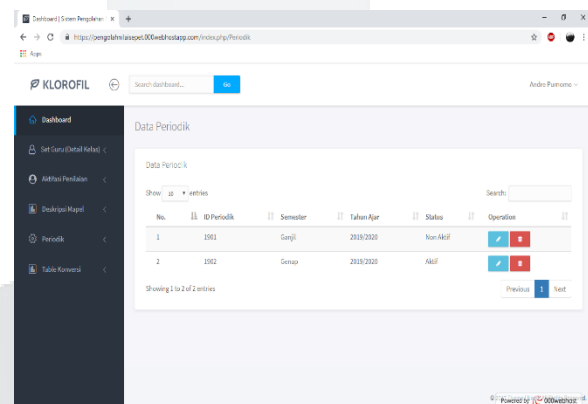 Dashboard | Sistem Pengolahan
https://pengolahnilaisepet.000webhostapp.com/index.php/Periodik
Apps
KLOROFIL
Search dashboard...
Go
Andre Purnomo
Dashboard
Set Guru (Detail Kelas)
Aktifasi Penilaian
Deskripsi Mapel
Periodik
Table Konversi
Data Periodik
Data Periodik
Show 10 entries
Search:
No. ID Periodik Semester Tahun Ajar Status Operation
1 1901 Ganjil 2019/2020 Non Aktif
2 1902 Genap 2019/2020 Aktif
Showing 1 to 2 of 2 entries
Previous 1 Next
Powered by 000webhost